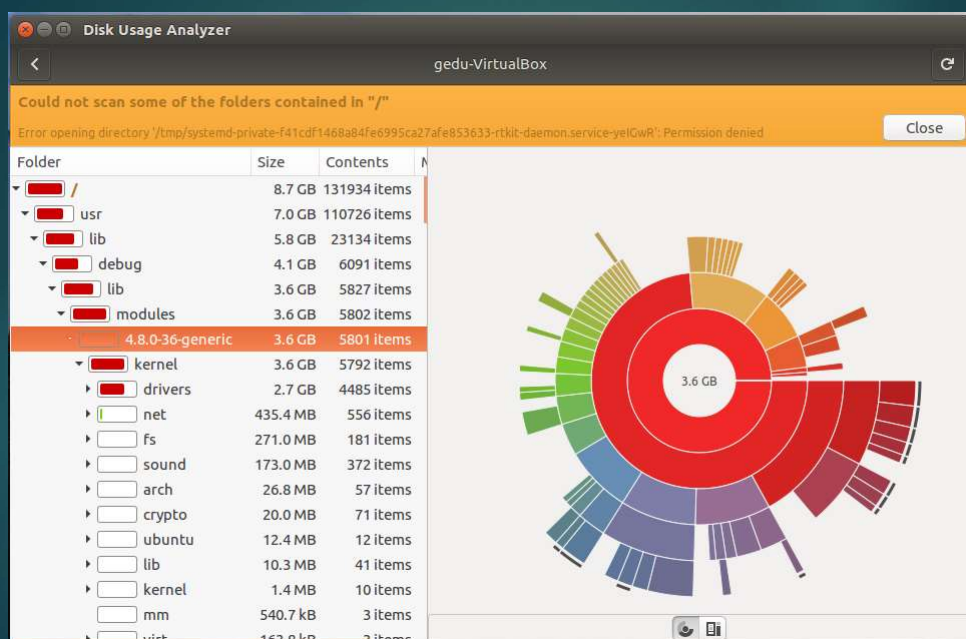 Disk Usage Analyzer
gedu-VirtualBox
Could not scan some of the folders contained in "/"
Error opening directory '/tmp/systemd-private-f41cdf1468a84fe6995ca27afe853633-rtkit-daemon.service-yeIGwR': Permission denied
Close
Folder Size Contents
/ 8.7 GB 131934 items
usr 7.0 GB 110726 items
lib 5.8 GB 23134 items
debug 4.1 GB 6091 items
lib 3.6 GB 5827 items
modules 3.6 GB 5802 items
4.8.0-36-generic 3.6 GB 5801 items
kernel 3.6 GB 5792 items
drivers 2.7 GB 4485 items
net 435.4 MB 556 items
fs 271.0 MB 181 items
sound 173.0 MB 372 items
arch 26.8 MB 57 items
crypto 20.0 MB 71 items
ubuntu 12.4 MB 12 items
lib 10.3 MB 41 items
kernel 1.4 MB 10 items
mm 540.7 kB 3 items
virt 163.8 kB 3 items
3.6 GB